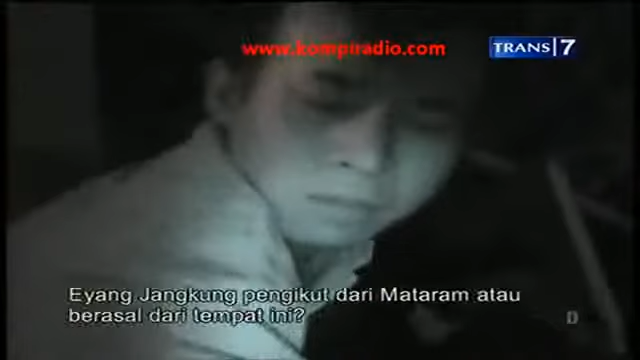 www.kompiradio.com
TRANS|7
Eyang Jangkung pengikut dari Mataram atau
berasal dari tempat ini?
D